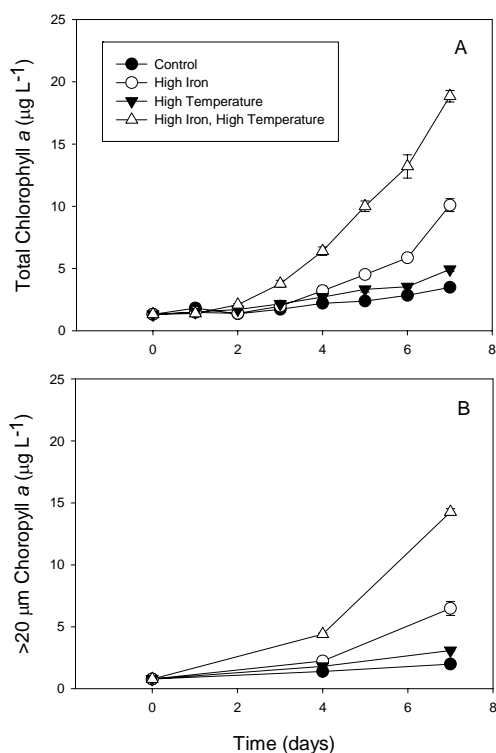 25
20
15
10
5
0
Total Chlorophyll a (μg L-1)
A
Control
High Iron
High Temperature
High Iron, High Temperature
0 2 4 6 8
25
20
15
10
5
0
>20 μm Choropyll a (μg L-1)
B
0 2 4 6 8
Time (days)